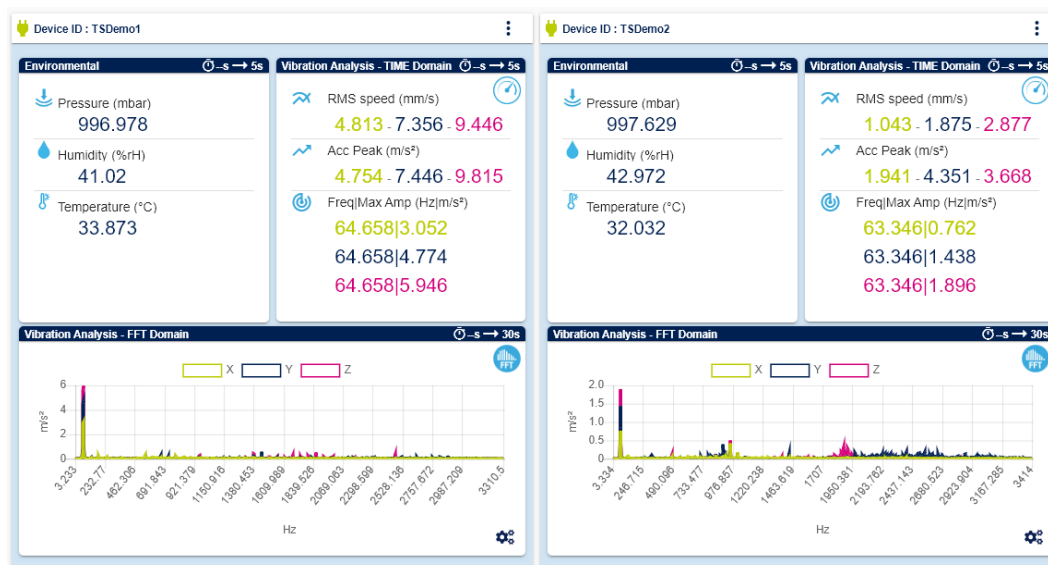 Device ID : TSDemo1
Environmental --s → 5s
Pressure (mbar)
996.978
Humidity (%rH)
41.02
Temperature (°C)
33.873
Vibration Analysis - TIME Domain --s → 5s
RMS speed (mm/s)
4.813 - 7.356 - 9.446
Acc Peak (m/s²)
4.754 - 7.446 - 9.815
Freq|Max Amp (Hz|m/s²)
64.658|3.052
64.658|4.774
64.658|5.946
Vibration Analysis - FFT Domain --s → 30s
FFT
X Y Z
6
4
2
0
m/s²
3.233 232.77 462.306 691.843 921.379 1150.916 1380.453 1609.989 1839.526 2069.063 2298.599 2528.136 2757.672 2987.209 3310.5
Hz
Device ID : TSDemo2
Environmental --s → 5s
Pressure (mbar)
997.629
Humidity (%rH)
42.972
Temperature (°C)
32.032
Vibration Analysis - TIME Domain --s → 5s
RMS speed (mm/s)
1.043 - 1.875 - 2.877
Acc Peak (m/s²)
1.941 - 4.351 - 3.668
Freq|Max Amp (Hz|m/s²)
63.346|0.762
63.346|1.438
63.346|1.896
Vibration Analysis - FFT Domain --s → 30s
FFT
X Y Z
2.0
1.5
1.0
0.5
0
m/s²
3.334 246.715 490.096 733.477 976.857 1220.238 1463.619 1707 1950.381 2193.762 2437.143 2680.523 2923.904 3167.285 3414
Hz